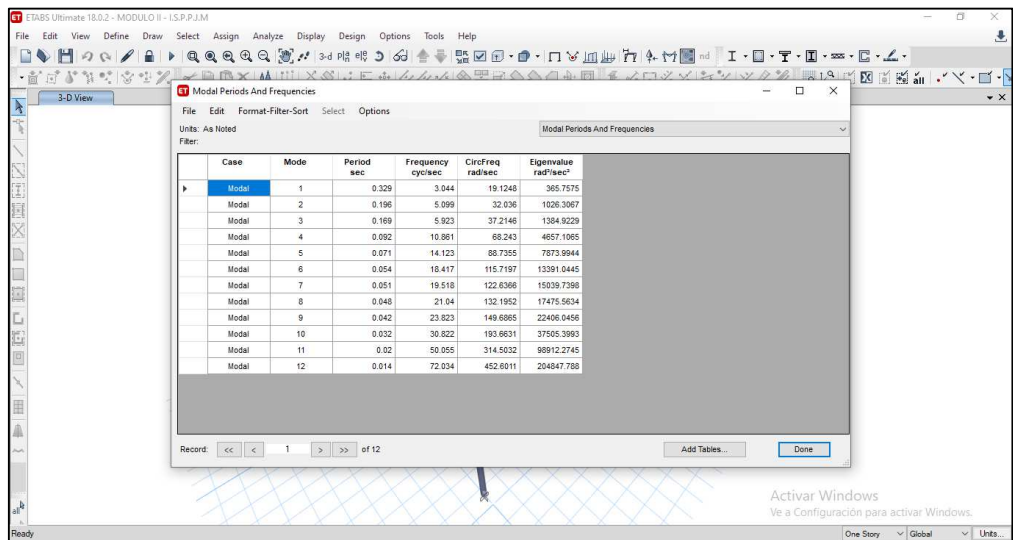 ETABS Ultimate 18.0.2 - MODULO II - I.S.P.P.J.M
File Edit View Define Draw Select Assign Analyze Display Design Options Tools Help
3-d
nd
all
3-D View
Modal Periods And Frequencies
File Edit Format-Filter-Sort Select Options
Units: As Noted Modal Periods And Frequencies
Filter:
Case Mode Period Frequency CircFreq Eigenvalue
sec cyc/sec rad/sec rad²/sec²
Modal 1 0.329 3.044 19.1248 365.7575
Modal 2 0.196 5.099 32.036 1026.3067
Modal 3 0.169 5.923 37.2146 1384.9229
Modal 4 0.092 10.861 68.243 4657.1065
Modal 5 0.071 14.123 88.7355 7873.9944
Modal 6 0.054 18.417 115.7197 13391.0445
Modal 7 0.051 19.518 122.6366 15039.7398
Modal 8 0.048 21.04 132.1952 17475.5634
Modal 9 0.042 23.823 149.6865 22406.0456
Modal 10 0.032 30.822 193.6631 37505.3993
Modal 11 0.02 50.055 314.5032 98912.2745
Modal 12 0.014 72.034 452.6011 204847.788
Record: << < 1 > >> of 12 Add Tables... Done
Activar Windows
Ve a Configuración para activar Windows.
all
Ready One Story Global Units...